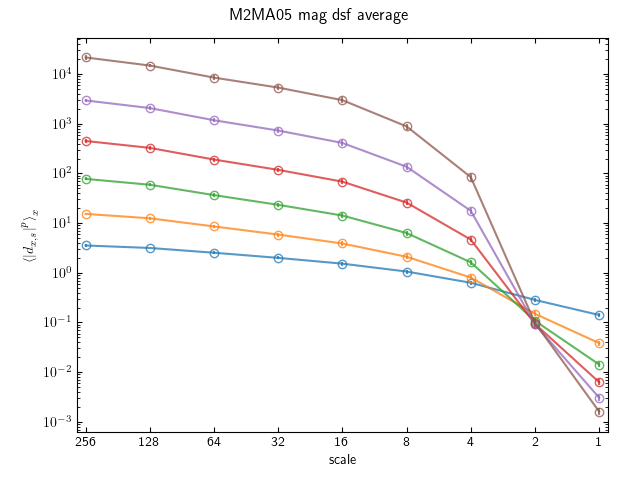 M2MA05 mag dsf average
⟨|d_{x,s}|^p⟩_x
10^4
10^3
10^2
10^1
10^0
10^{-1}
10^{-2}
10^{-3}
256 128 64 32 16 8 4 2 1
scale